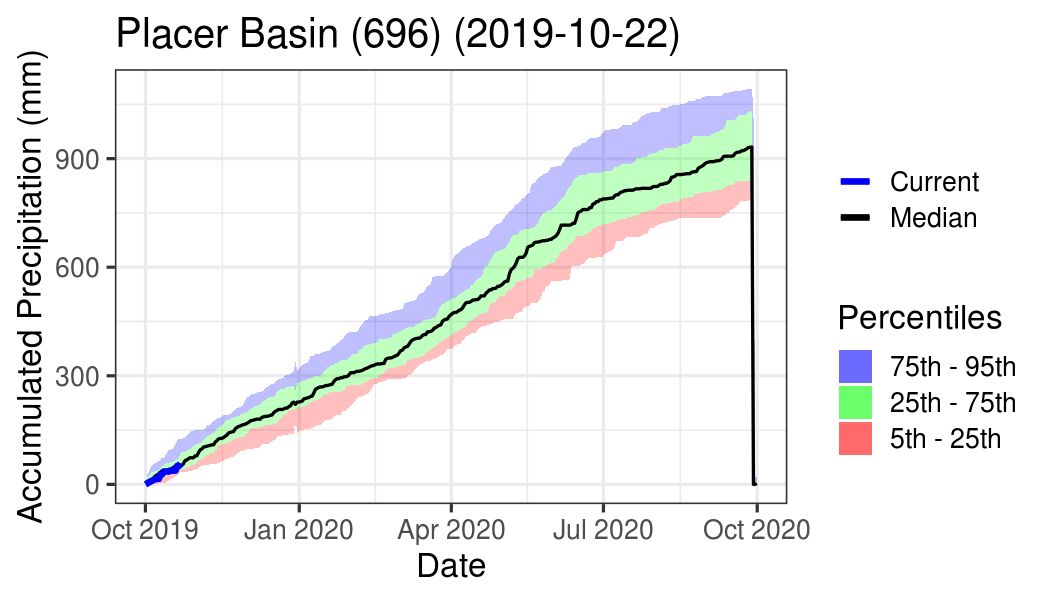 Placer Basin (696) (2019-10-22)
Accumulated Precipitation (mm)
900
600
300
0
Oct 2019
Jan 2020
Apr 2020
Jul 2020
Oct 2020
Date
Current
Median
Percentiles
75th - 95th
25th - 75th
5th - 25th